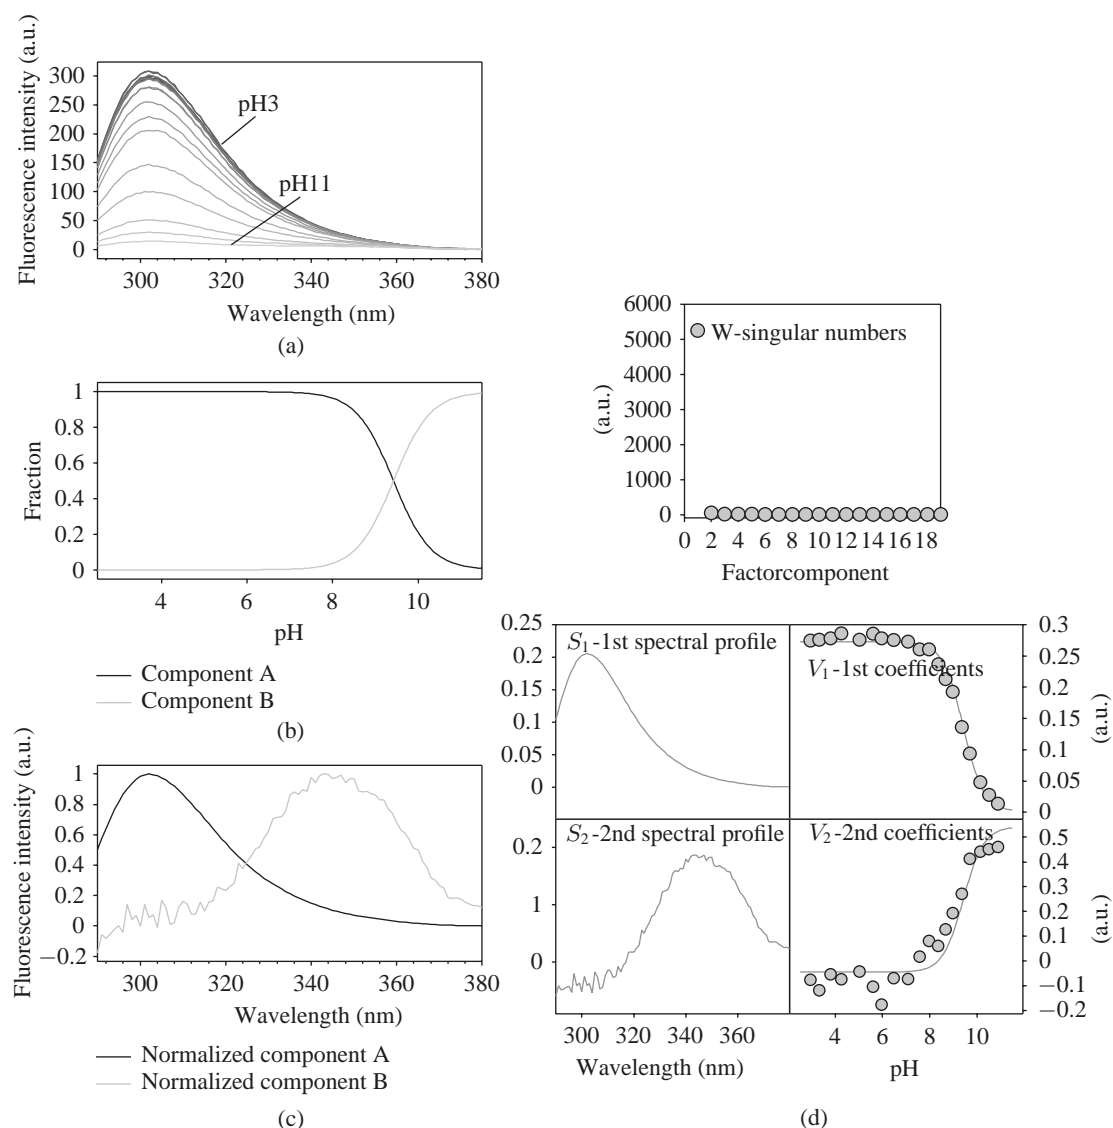 Fluorescence intensity (a.u.)
300
250
200
150
100
50
0
pH3
pH11
300 320 340 360 380
Wavelength (nm)
(a)
Fraction
1
0.8
0.6
0.4
0.2
0
4 6 8 10
pH
Component A
Component B
(b)
Fluorescence intensity (a.u.)
1
0.8
0.6
0.4
0.2
0
−0.2
300 320 340 360 380
Wavelength (nm)
Normalized component A
Normalized component B
(c)
(a.u.)
6000
5000
4000
3000
2000
1000
0
W-singular numbers
0 2 4 6 8 10 12 14 16 18
Factorcomponent
0.25
0.2
0.15
0.1
0.05
0
S1-1st spectral profile
V1-1st coefficients
0.3
0.25
0.2
0.15
0.1
0.05
0
(a.u.)
0.2
1
0
S2-2nd spectral profile
V2-2nd coefficients
0.5
0.4
0.3
0.2
0.1
0
−0.1
−0.2
(a.u.)
300 320 340 360
Wavelength (nm)
4 6 8 10
pH
(d)